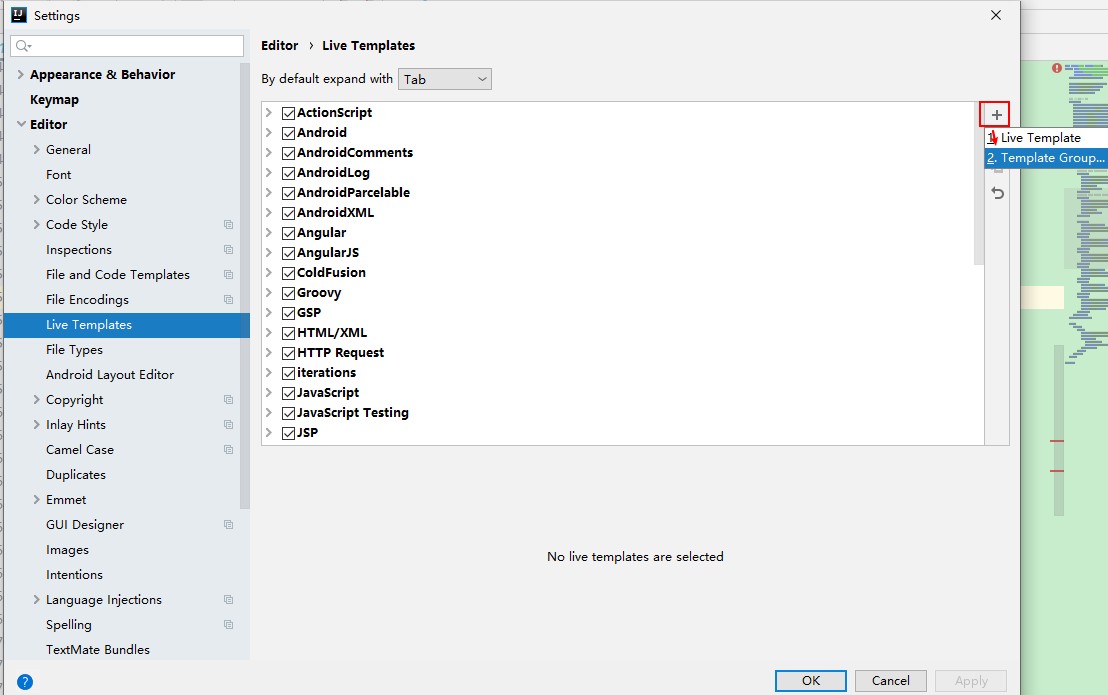 Settings
Editor › Live Templates
By default expand with Tab
Appearance & Behavior
Keymap
Editor
General
Font
Color Scheme
Code Style
Inspections
File and Code Templates
File Encodings
Live Templates
File Types
Android Layout Editor
Copyright
Inlay Hints
Camel Case
Duplicates
Emmet
GUI Designer
Images
Intentions
Language Injections
Spelling
TextMate Bundles
ActionScript
Android
AndroidComments
AndroidLog
AndroidParcelable
AndroidXML
Angular
AngularJS
ColdFusion
Groovy
GSP
HTML/XML
HTTP Request
iterations
JavaScript
JavaScript Testing
JSP
1. Live Template
2. Template Group...
No live templates are selected
OK
Cancel
Apply